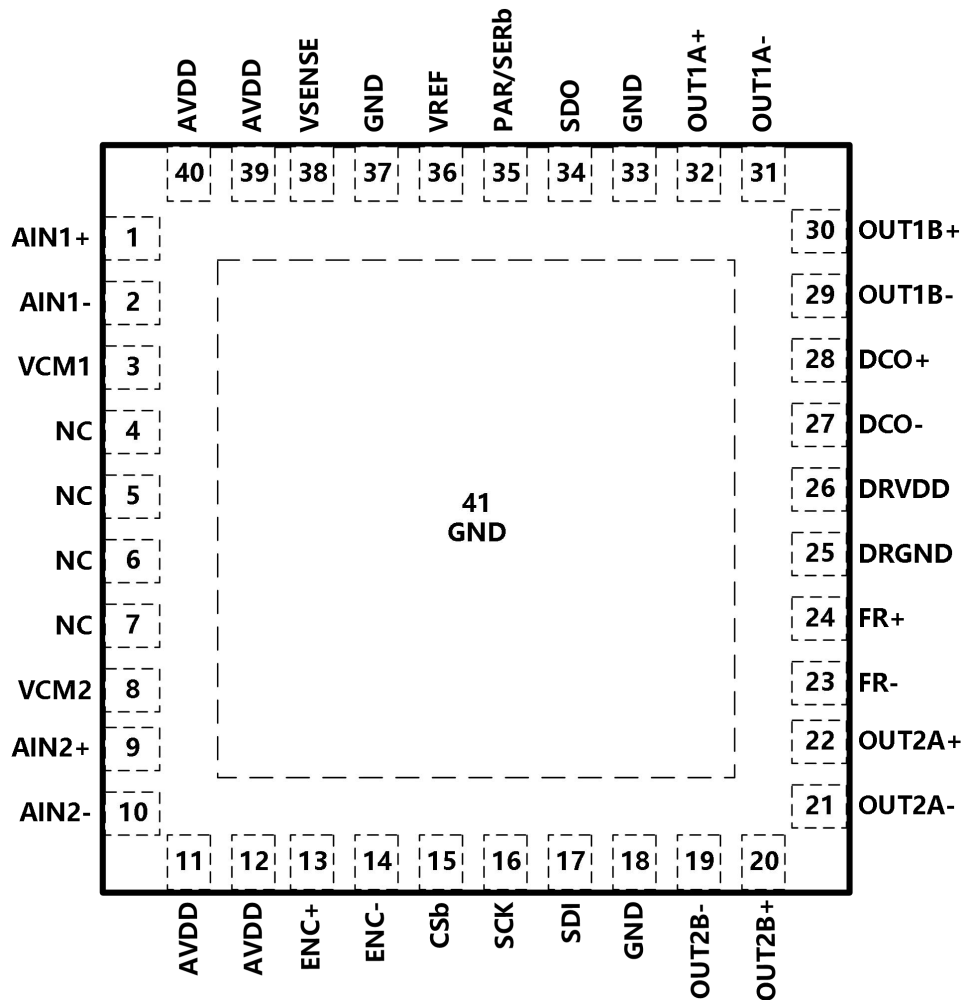 AVDD
AVDD
VSENSE
GND
VREF
PAR/SERb
SDO
GND
OUT1A+
OUT1A-
40 39 38 37 36 35 34 33 32 31
AIN1+ 1
AIN1- 2
VCM1 3
NC 4
NC 5
NC 6
NC 7
VCM2 8
AIN2+ 9
AIN2- 10
41
GND
30 OUT1B+
29 OUT1B-
28 DCO+
27 DCO-
26 DRVDD
25 DRGND
24 FR+
23 FR-
22 OUT2A+
21 OUT2A-
11 12 13 14 15 16 17 18 19 20
AVDD
AVDD
ENC+
ENC-
CSb
SCK
SDI
GND
OUT2B-
OUT2B+